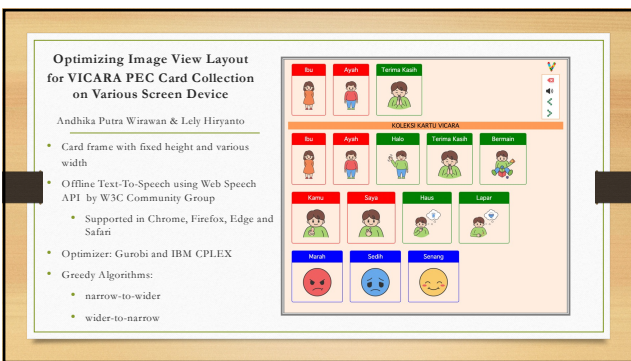 Optimizing Image View Layout
for VICARA PEC Card Collection
on Various Screen Device
Andhika Putra Wirawan & Lely Hiryanto
• Card frame with fixed height and various
width
• Offline Text-To-Speech using Web Speech
API by W3C Community Group
• Supported in Chrome, Firefox, Edge and
Safari
• Optimizer: Gurobi and IBM CPLEX
• Greedy Algorithms:
• narrow-to-wider
• wider-to-narrow
Ibu Ayah Terima Kasih
KOLEKSI KARTU VICARA
Ibu Ayah Halo Terima Kasih Bermain
Kamu Saya Haus Lapar
Marah Sedih Senang